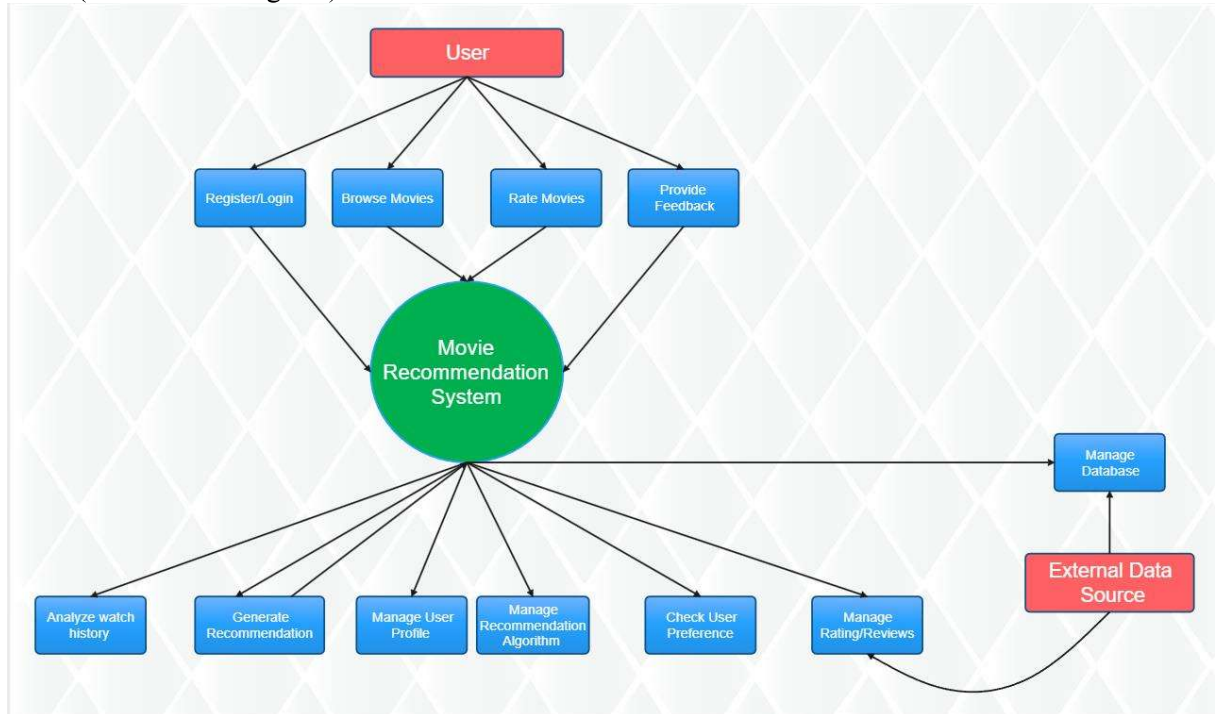 User
Register/Login
Browse Movies
Rate Movies
Provide
Feedback
Movie
Recommendation
System
Manage
Database
External Data
Source
Analyze watch
history
Generate
Recommendation
Manage User
Profile
Manage
Recommendation
Algorithm
Check User
Preference
Manage
Rating/Reviews